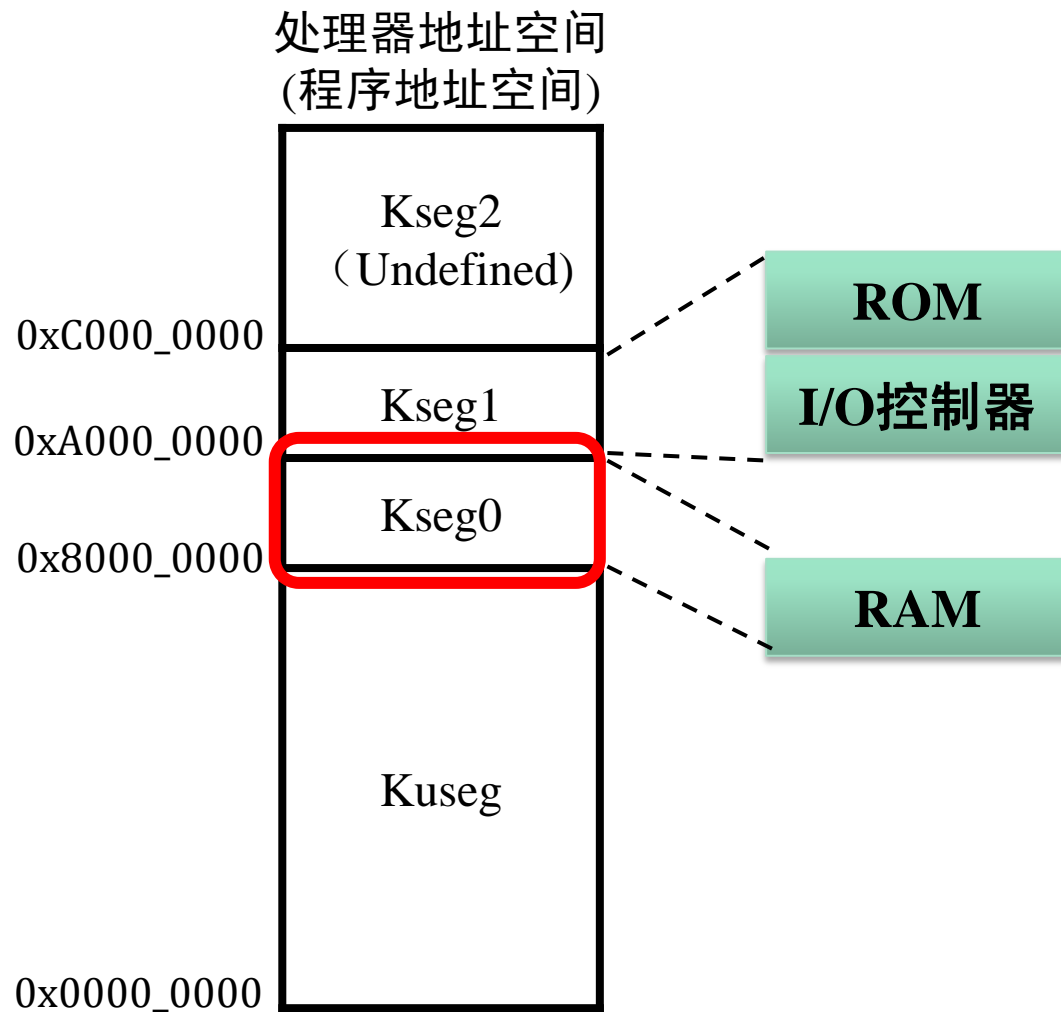 处理器地址空间
(程序地址空间)
Kseg2
（Undefined)
0xC000_0000
Kseg1
0xA000_0000
Kseg0
0x8000_0000
Kuseg
0x0000_0000
ROM
I/O控制器
RAM